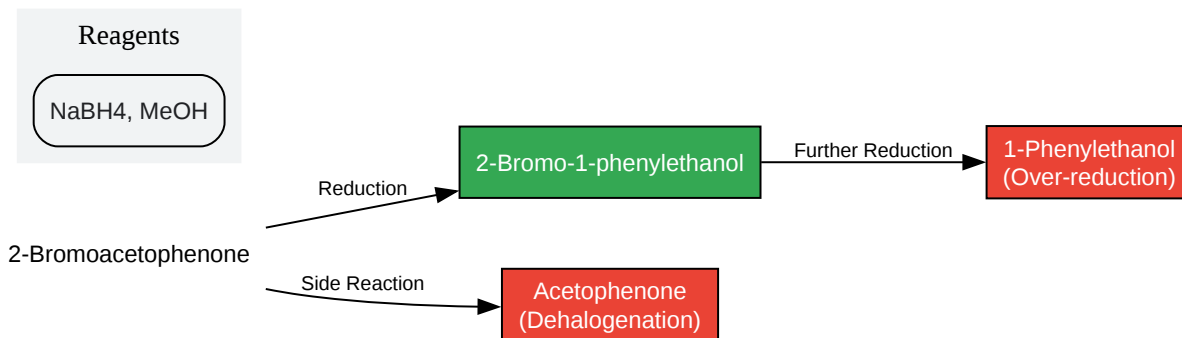 Reagents
NaBH4, MeOH
2-Bromoacetophenone
Reduction
2-Bromo-1-phenylethanol
Further Reduction
1-Phenylethanol
(Over-reduction)
Side Reaction
Acetophenone
(Dehalogenation)